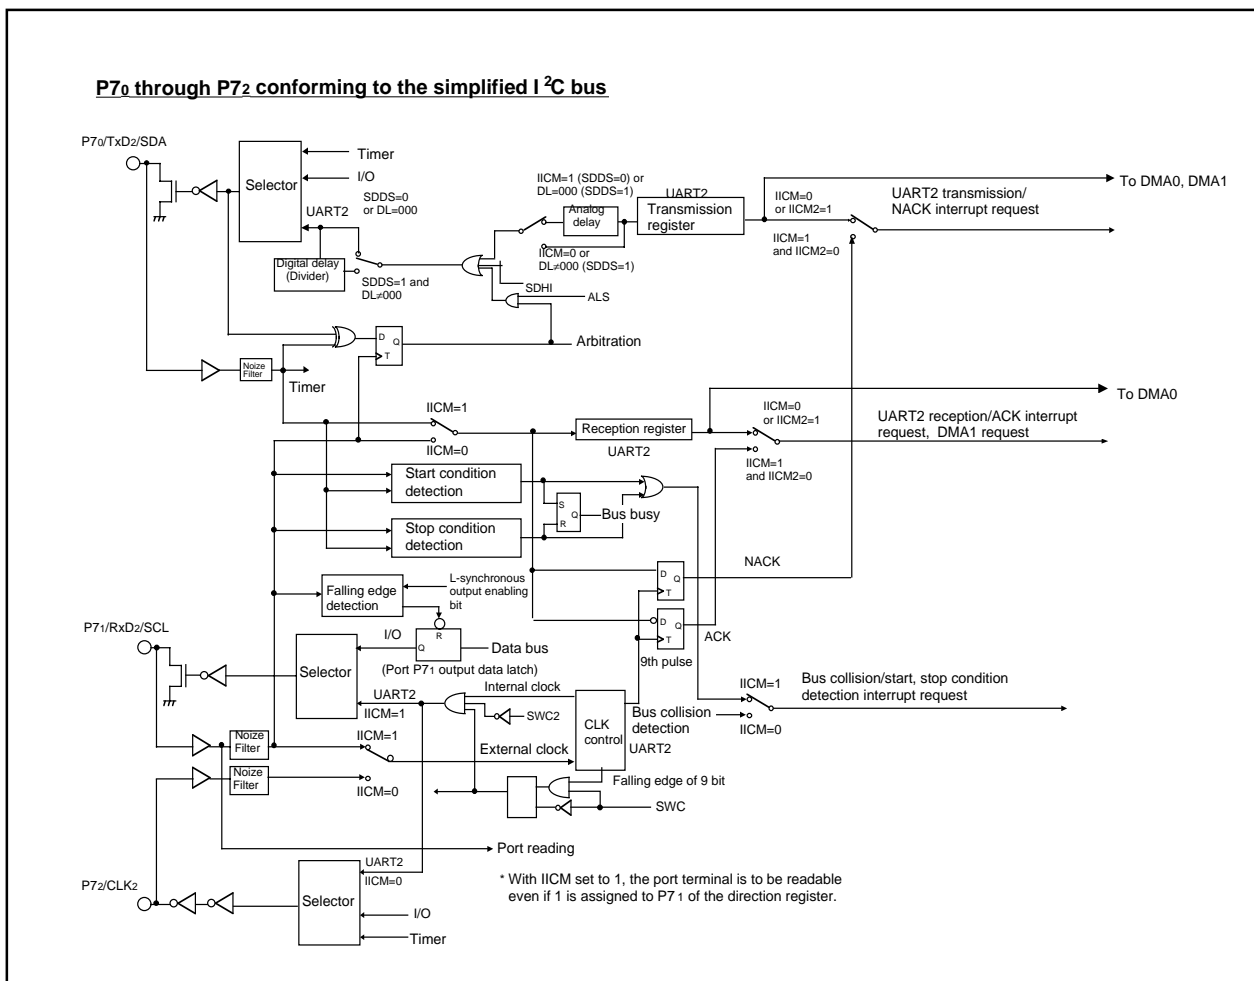 P70 through P72 conforming to the simplified I 2C bus
P70/TxD2/SDA
Selector
Timer
I/O
SDDS=0
or DL=000
UART2
Digital delay
(Divider)
SDDS=1 and
DL≠000
IICM=1 (SDDS=0) or
DL=000 (SDDS=1)
Analog
delay
IICM=0 or
DL≠000 (SDDS=1)
SDHI
ALS
UART2
Transmission
register
IICM=0
or IICM2=1
IICM=1
and IICM2=0
To DMA0, DMA1
UART2 transmission/
NACK interrupt request
D
Q
T
Arbitration
Noize
Filter
Timer
IICM=1
IICM=0
Reception register
UART2
IICM=0
or IICM2=1
IICM=1
and IICM2=0
To DMA0
UART2 reception/ACK interrupt
request, DMA1 request
Start condition
detection
Stop condition
detection
S
Q
R
Bus busy
NACK
D
Q
T
D
Q
T
ACK
9th pulse
Falling edge
detection
L-synchronous
output enabling
bit
P71/RxD2/SCL
Selector
I/O
R
Q
Data bus
(Port P71 output data latch)
UART2
IICM=1
Internal clock
SWC2
CLK
control
UART2
Bus collision
detection
IICM=1
IICM=0
Bus collision/start, stop condition
detection interrupt request
Noize
Filter
Noize
Filter
IICM=1
IICM=0
External clock
Falling edge of 9 bit
SWC
Port reading
P72/CLK2
Selector
UART2
IICM=0
I/O
Timer
* With IICM set to 1, the port terminal is to be readable
even if 1 is assigned to P71 of the direction register.